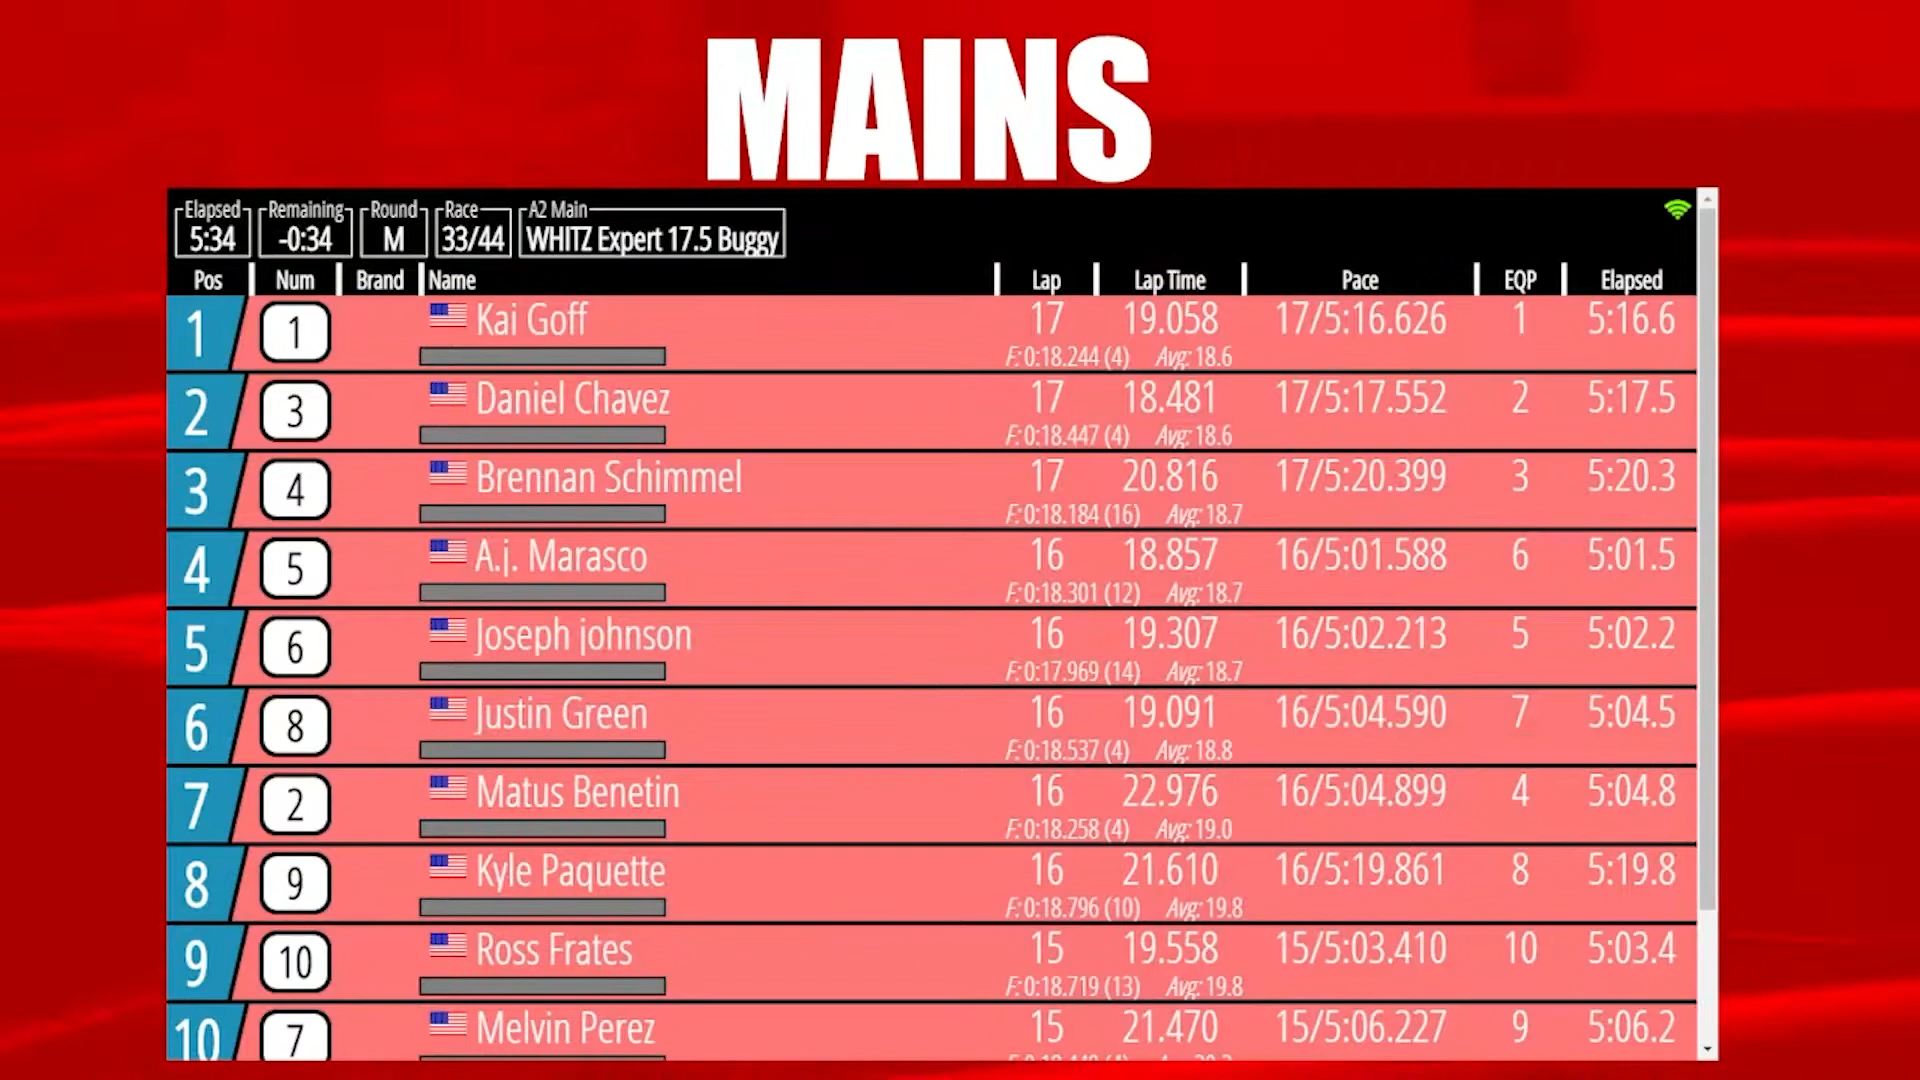 MAINS
Elapsed Remaining Round Race A2 Main
5:34 -0:34 M 33/44 WHITZ Expert 17.5 Buggy
Pos Num Brand Name Lap Lap Time Pace EQP Elapsed
1 1 Kai Goff 17 19.058 17/5:16.626 1 5:16.6
F: 0:18.244 (4) Avg: 18.6
2 3 Daniel Chavez 17 18.481 17/5:17.552 2 5:17.5
F: 0:18.447 (4) Avg: 18.6
3 4 Brennan Schimmel 17 20.816 17/5:20.399 3 5:20.3
F: 0:18.184 (16) Avg: 18.7
4 5 A.j. Marasco 16 18.857 16/5:01.588 6 5:01.5
F: 0:18.301 (12) Avg: 18.7
5 6 Joseph johnson 16 19.307 16/5:02.213 5 5:02.2
F: 0:17.969 (14) Avg: 18.7
6 8 Justin Green 16 19.091 16/5:04.590 7 5:04.5
F: 0:18.537 (4) Avg: 18.8
7 2 Matus Benetin 16 22.976 16/5:04.899 4 5:04.8
F: 0:18.258 (4) Avg: 19.0
8 9 Kyle Paquette 16 21.610 16/5:19.861 8 5:19.8
F: 0:18.796 (10) Avg: 19.8
9 10 Ross Frates 15 19.558 15/5:03.410 10 5:03.4
F: 0:18.719 (13) Avg: 19.8
10 7 Melvin Perez 15 21.470 15/5:06.227 9 5:06.2